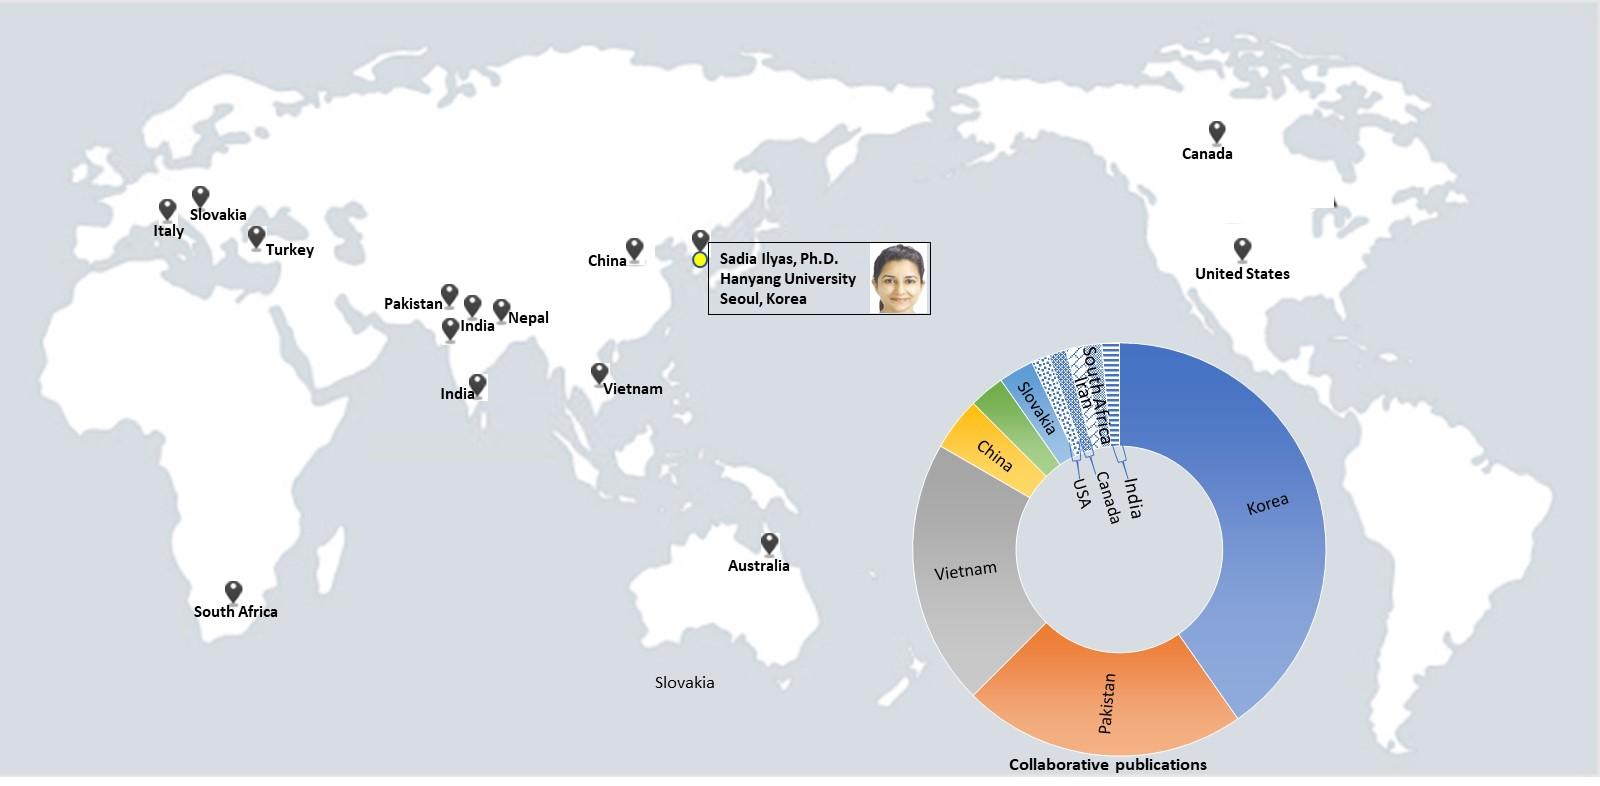 Canada
Slovakia
Italy
Turkey
China
Sadia Ilyas, Ph.D.
Hanyang University
Seoul, Korea
United States
Pakistan
India
Nepal
India
Vietnam
Australia
South Africa
Slovakia
Korea
Pakistan
Vietnam
China
Slovakia
USA
Iran
Canada
South Africa
India
Collaborative publications